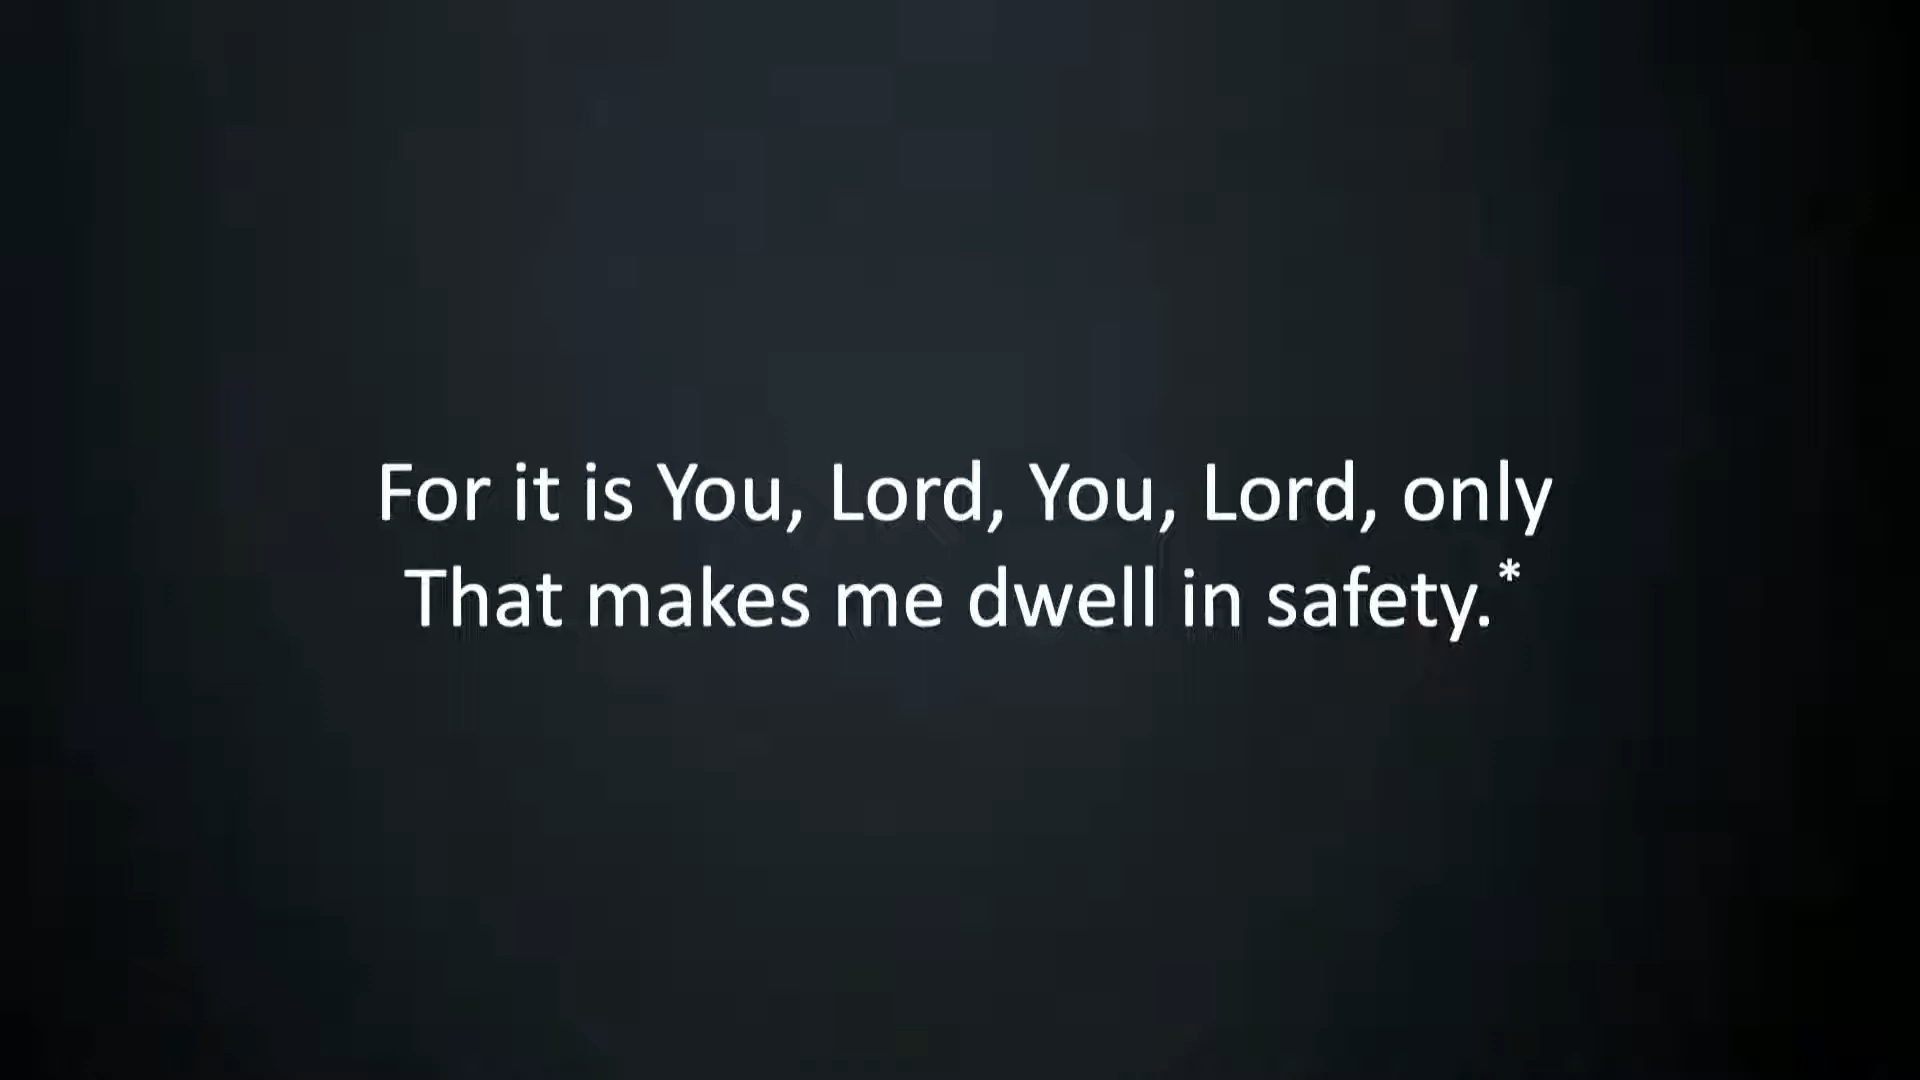 For it is You, Lord, You, Lord, only
That makes me dwell in safety.*